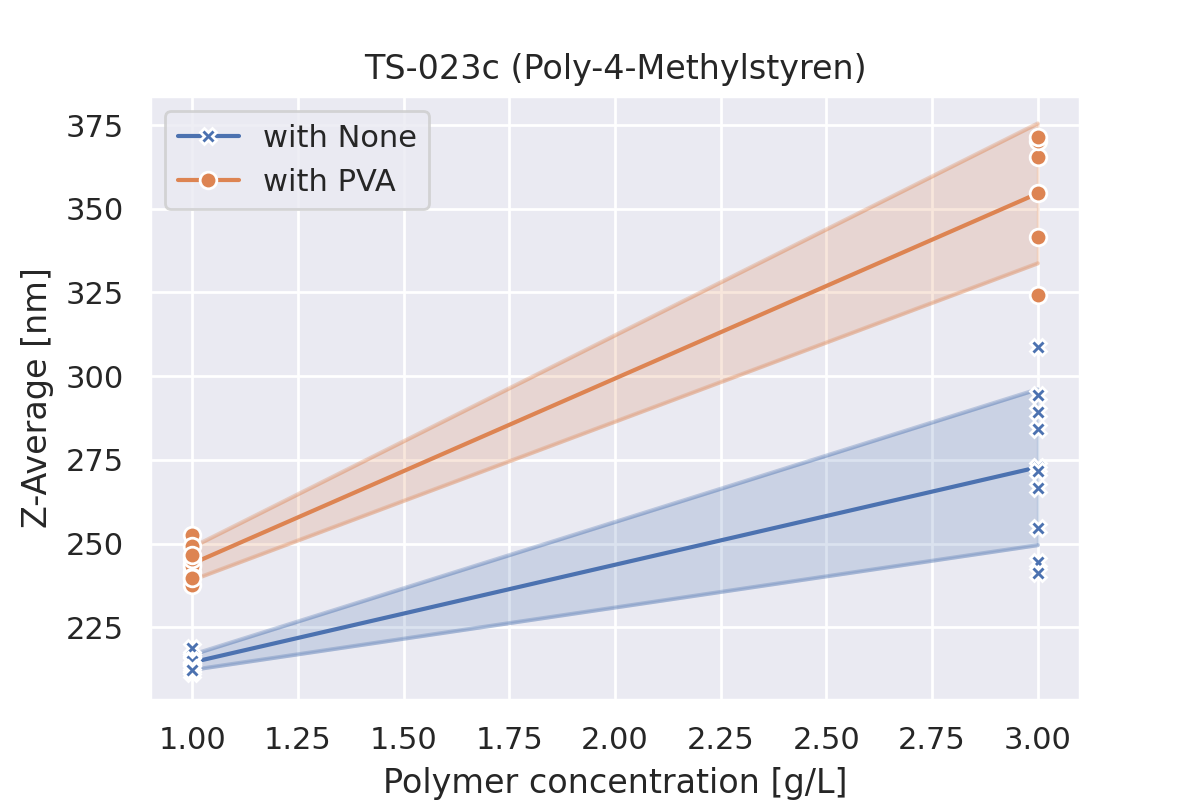 TS-023c (Poly-4-Methylstyren)
with None
with PVA
375
350
325
300
275
250
225
Z-Average [nm]
1.00 1.25 1.50 1.75 2.00 2.25 2.50 2.75 3.00
Polymer concentration [g/L]